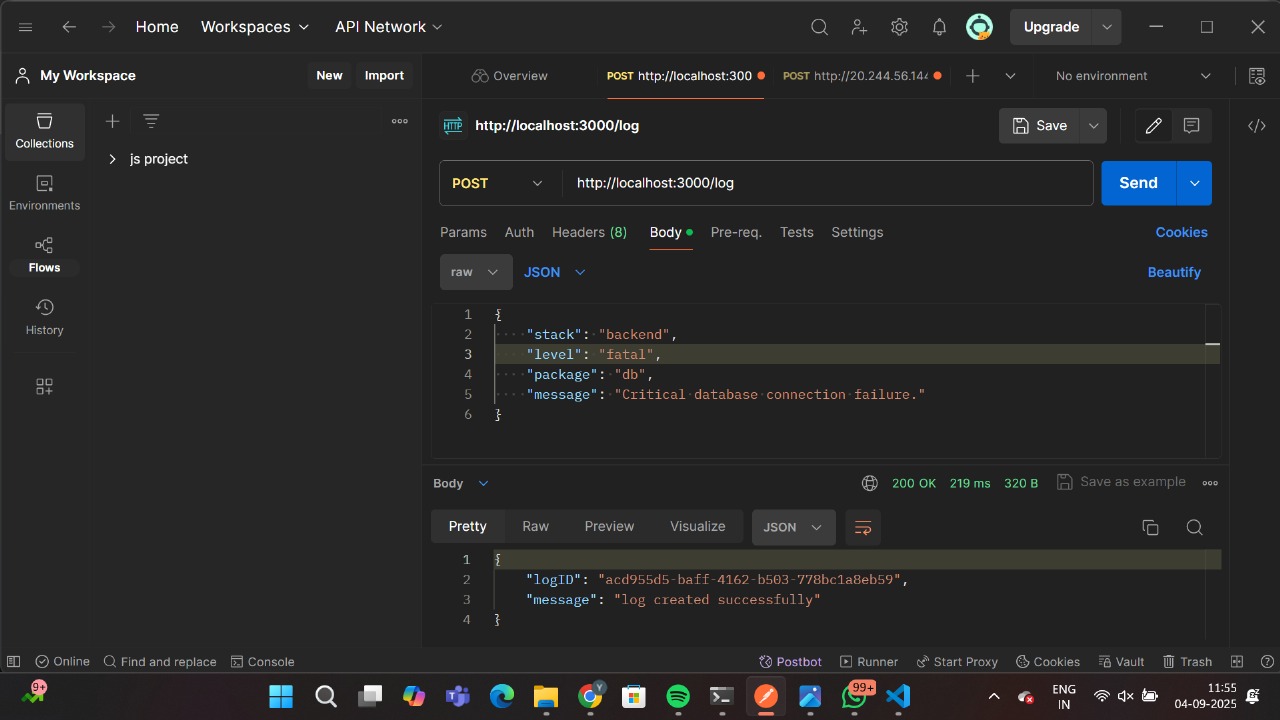 Home Workspaces API Network Upgrade
My Workspace New Import Overview POST http://localhost:300 POST http://20.244.56.144 No environment
Collections
js project
HTTP http://localhost:3000/log Save
Environments
POST http://localhost:3000/log Send
Params Auth Headers (8) Body Pre-req. Tests Settings Cookies
Flows
raw JSON Beautify
History
1 {
2 "stack": "backend",
3 "level": "fatal",
4 "package": "db",
5 "message": "Critical database connection failure."
6 }
Body 200 OK 219 ms 320 B Save as example
Pretty Raw Preview Visualize JSON
1 {
2 "logID": "acd955d5-baff-4162-b503-778bc1a8eb59",
3 "message": "log created successfully"
4 }
Online Find and replace Console Postbot Runner Start Proxy Cookies Vault Trash
9+ Y 99+ ENG
IN
11:55
04-09-2025